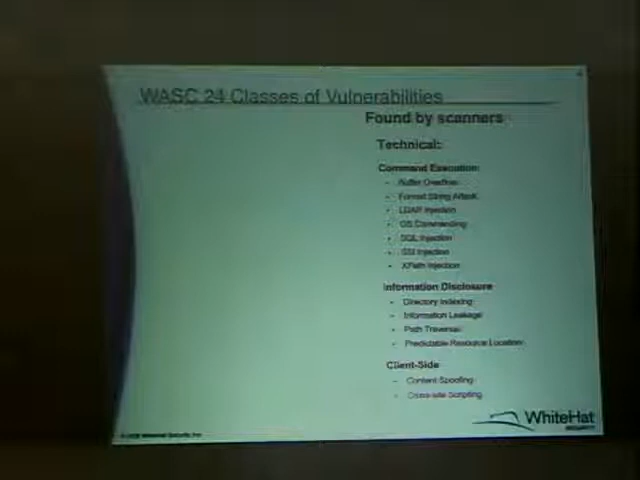 WASC 24 Classes of Vulnerabilities
Found by scanners
Technical:
Command Execution:
- Buffer Overflow
- Format String Attack
- LDAP Injection
- OS Commanding
- SQL Injection
- SSI Injection
- XPath Injection
Information Disclosure
- Directory Indexing
- Information Leakage
- Path Traversal
- Predictable Resource Location
Client-Side
- Content Spoofing
- Cross-site Scripting
WhiteHat
SECURITY